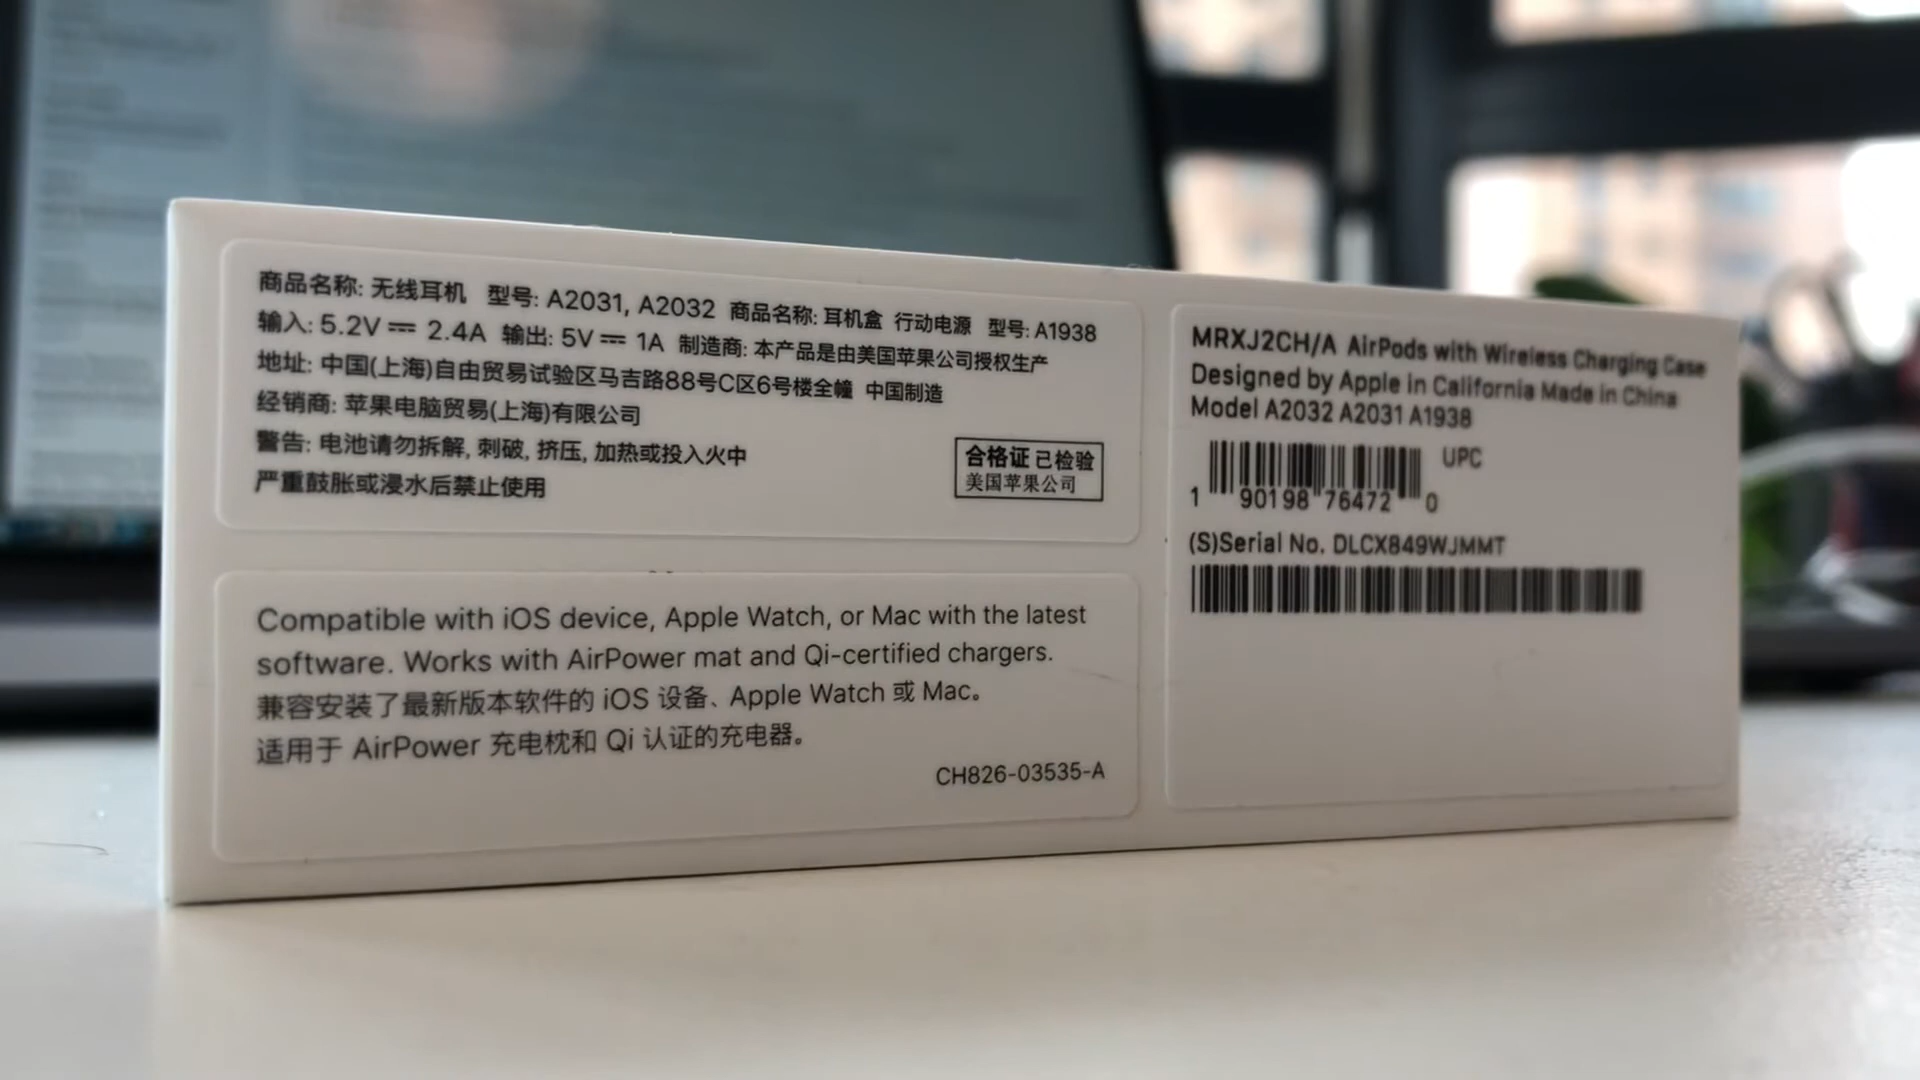 商品名称: 无线耳机 型号: A2031, A2032 商品名称: 耳机盒 行动电源 型号: A1938
输入: 5.2V⎓ 2.4A 输出: 5V⎓ 1A 制造商: 本产品是由美国苹果公司授权生产
地址: 中国(上海)自由贸易试验区马吉路88号C区6号楼全幢 中国制造
经销商: 苹果电脑贸易(上海)有限公司
警告: 电池请勿拆解, 刺破, 挤压, 加热或投入火中
严重鼓胀或浸水后禁止使用
合格证 已检验
美国苹果公司
Compatible with iOS device, Apple Watch, or Mac with the latest
software. Works with AirPower mat and Qi-certified chargers.
兼容安装了最新版本软件的 iOS 设备、Apple Watch 或 Mac。
适用于 AirPower 充电枕和 Qi 认证的充电器。
CH826-03535-A
MRXJ2CH/A AirPods with Wireless Charging Case
Designed by Apple in California Made in China
Model A2032 A2031 A1938
UPC
1 90198 76472 0
(S)Serial No. DLCX849WJMMT